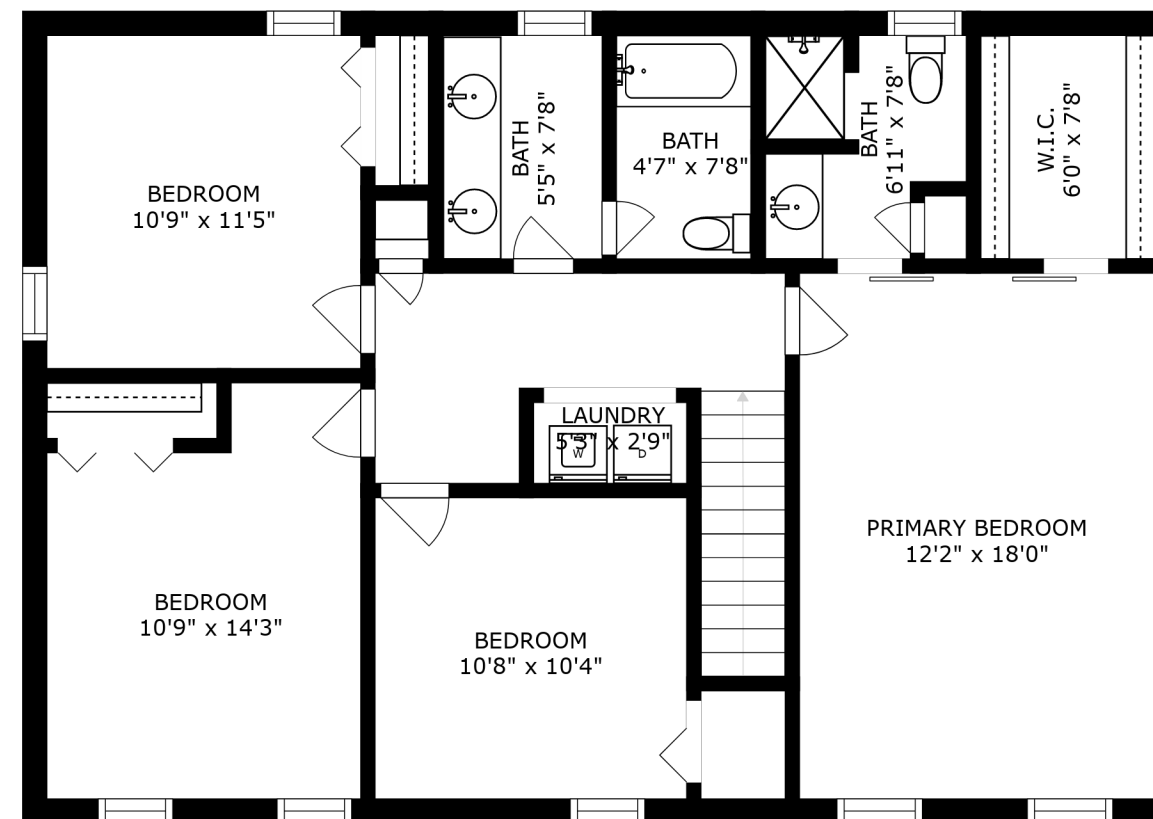 BEDROOM
10'9" x 11'5"
BATH
5'5" x 7'8"
BATH
4'7" x 7'8"
BATH
6'11" x 7'8"
W.I.C.
6'0" x 7'8"
LAUNDRY
5'3" x 2'9"
W
D
PRIMARY BEDROOM
12'2" x 18'0"
BEDROOM
10'9" x 14'3"
BEDROOM
10'8" x 10'4"